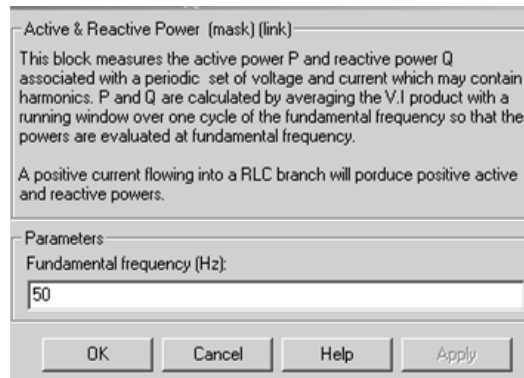 Active & Reactive Power (mask) (link)
This block measures the active power P and reactive power Q
associated with a periodic set of voltage and current which may contain
harmonics. P and Q are calculated by averaging the V.I product with a
running window over one cycle of the fundamental frequency so that the
powers are evaluated at fundamental frequency.
A positive current flowing into a RLC branch will porduce positive active
and reactive powers.
Parameters
Fundamental frequency (Hz):
50
OK Cancel Help Apply